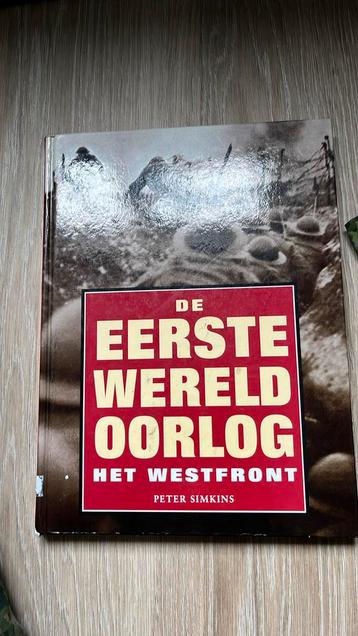 DE
EERSTE
WERELD
OORLOG
HET WESTFRONT
PETER SIMKINS